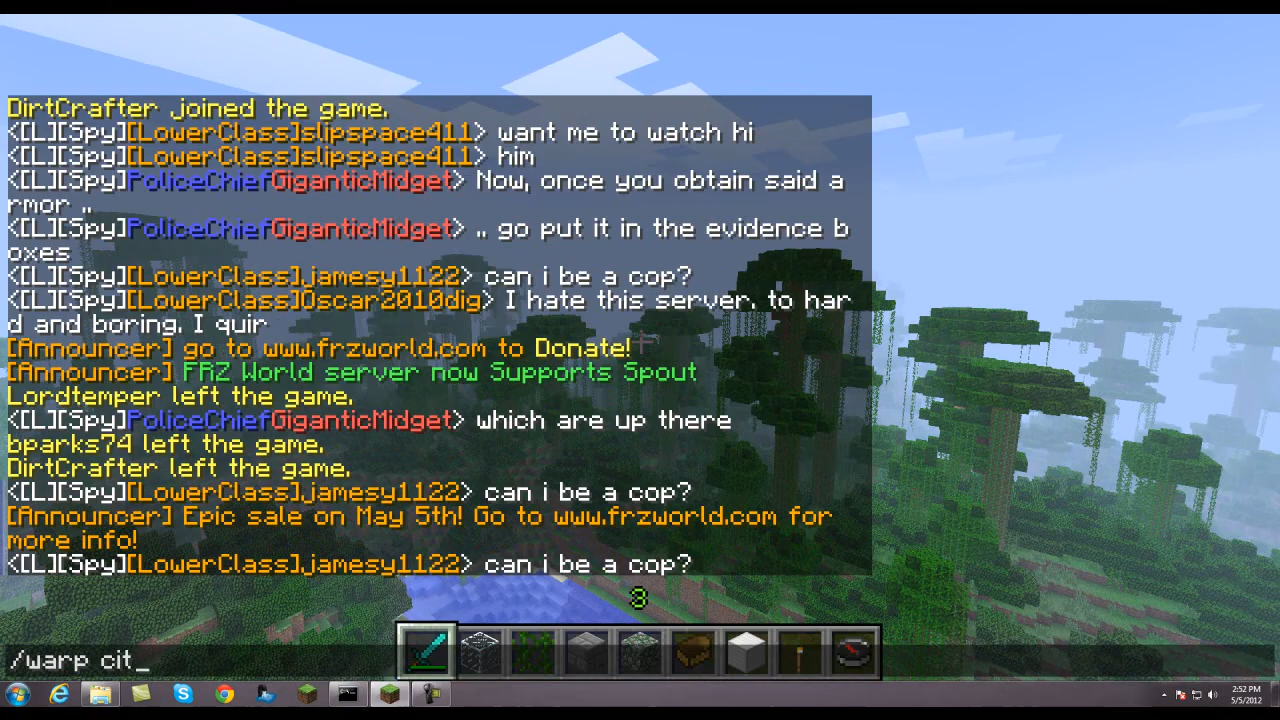 DirtCrafter joined the game.
<[L][Spy][LowerClass]slipspace411> want me to watch hi
<[L][Spy][LowerClass]slipspace411> him
<[L][Spy]PoliceChiefGiganticMidget> Now, once you obtain said a
rmor ..
<[L][Spy]PoliceChiefGiganticMidget> .. go put it in the evidence b
oxes
<[L][Spy][LowerClass]jamesy1122> can i be a cop?
<[L][Spy][LowerClass]Oscar2010dig> I hate this server. to har
d and boring. I quir
[Announcer] go to www.frzworld.com to Donate!
[Announcer] FRZ World server now Supports Spout
Lordtemper left the game.
<[L][Spy]PoliceChiefGiganticMidget> which are up there
bparks74 left the game.
DirtCrafter left the game.
<[L][Spy][LowerClass]jamesy1122> can i be a cop?
[Announcer] Epic sale on May 5th! Go to www.frzworld.com for
more info!
<[L][Spy][LowerClass]jamesy1122> can i be a cop?
3
/warp cit_
2:52 PM
5/5/2012